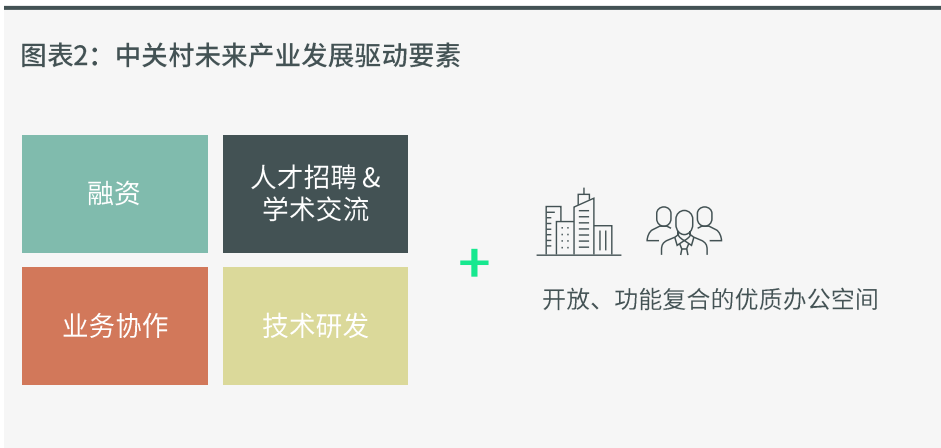 图表2：中关村未来产业发展驱动要素
融资
人才招聘&
学术交流
业务协作
技术研发
+
开放、功能复合的优质办公空间